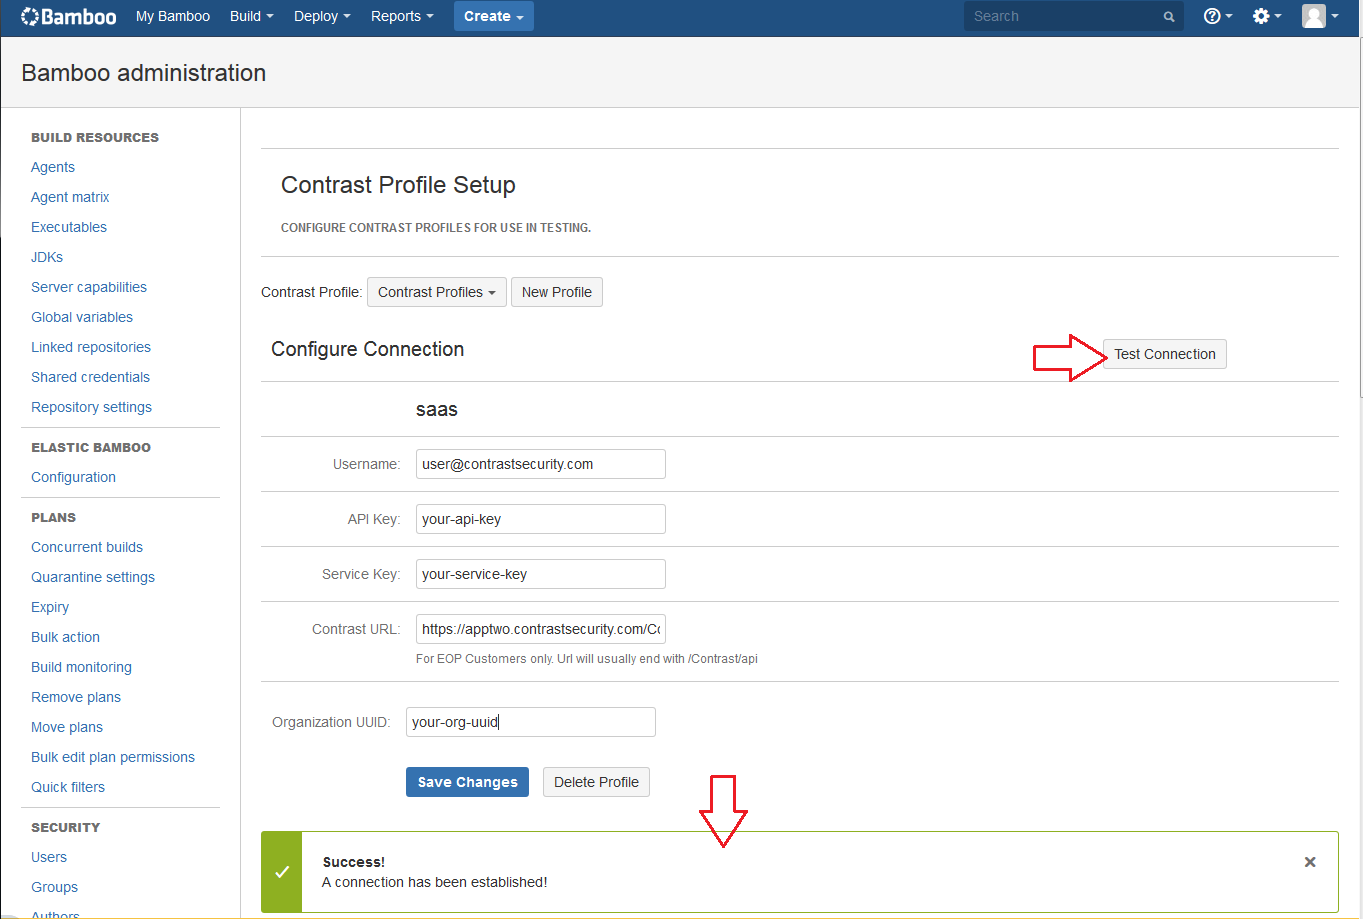 Bamboo My Bamboo Build Deploy Reports Create Search
Bamboo administration
BUILD RESOURCES
Agents
Agent matrix
Executables
JDKs
Server capabilities
Global variables
Linked repositories
Shared credentials
Repository settings
ELASTIC BAMBOO
Configuration
PLANS
Concurrent builds
Quarantine settings
Expiry
Bulk action
Build monitoring
Remove plans
Move plans
Bulk edit plan permissions
Quick filters
SECURITY
Users
Groups
Authors
Contrast Profile Setup
CONFIGURE CONTRAST PROFILES FOR USE IN TESTING.
Contrast Profile: Contrast Profiles New Profile
Configure Connection Test Connection
saas
Username: user@contrastsecurity.com
API Key: your-api-key
Service Key: your-service-key
Contrast URL: https://apptwo.contrastsecurity.com/Co
For EOP Customers only. Url will usually end with /Contrast/api
Organization UUID: your-org-uuid
Save Changes Delete Profile
Success!
A connection has been established!